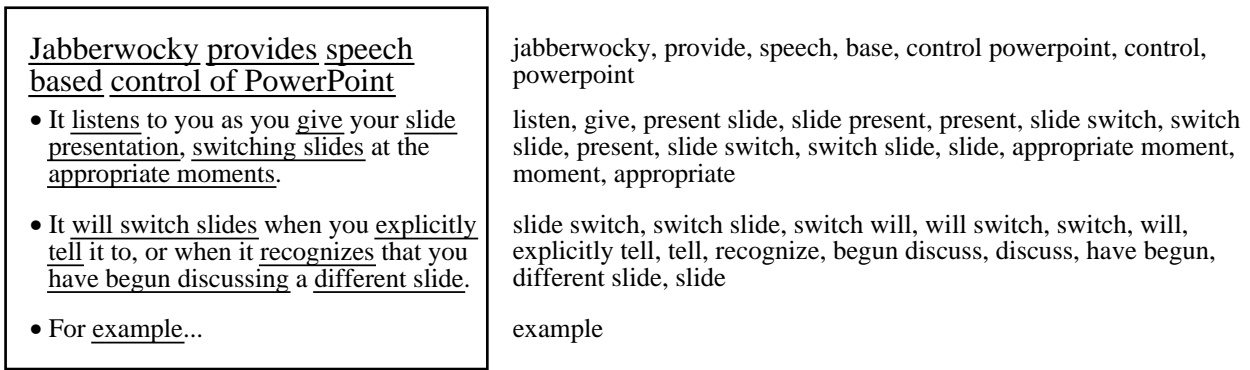 Jabberwocky provides speech
based control of PowerPoint
• It listens to you as you give your slide
presentation, switching slides at the
appropriate moments.
• It will switch slides when you explicitly
tell it to, or when it recognizes that you
have begun discussing a different slide.
• For example...
jabberwocky, provide, speech, base, control powerpoint, control,
powerpoint
listen, give, present slide, slide present, present, slide switch, switch
slide, present, slide switch, switch slide, slide, appropriate moment,
moment, appropriate
slide switch, switch slide, switch will, will switch, switch, will,
explicitly tell, tell, recognize, begun discuss, discuss, have begun,
different slide, slide
example